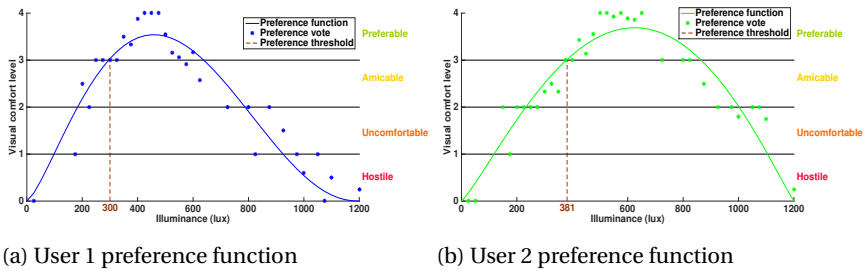 Visual comfort level
4
3
2
1
0
0
200
300
400
600
800
1000
1200
Illuminance (lux)
Preference function
Preference vote
Preference threshold
Preferable
Amicable
Uncomfortable
Hostile
(a) User 1 preference function
Visual comfort level
4
3
2
1
0
0
200
381
400
600
800
1000
1200
Illuminance (lux)
Preference function
Preference vote
Preference threshold
Preferable
Amicable
Uncomfortable
Hostile
(b) User 2 preference function